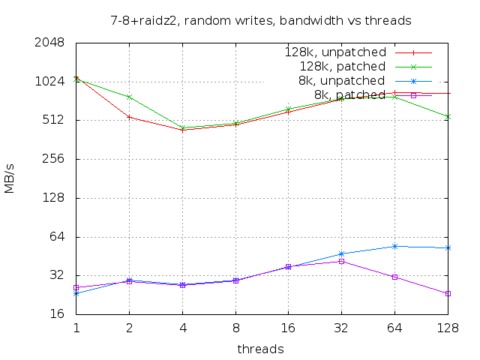 7-8+raidz2, random writes, bandwidth vs threads
2048
1024
512
256
128
64
32
16
MB/s
128k, unpatched
128k, patched
8k, unpatched
8k, patched
1 2 4 8 16 32 64 128
threads